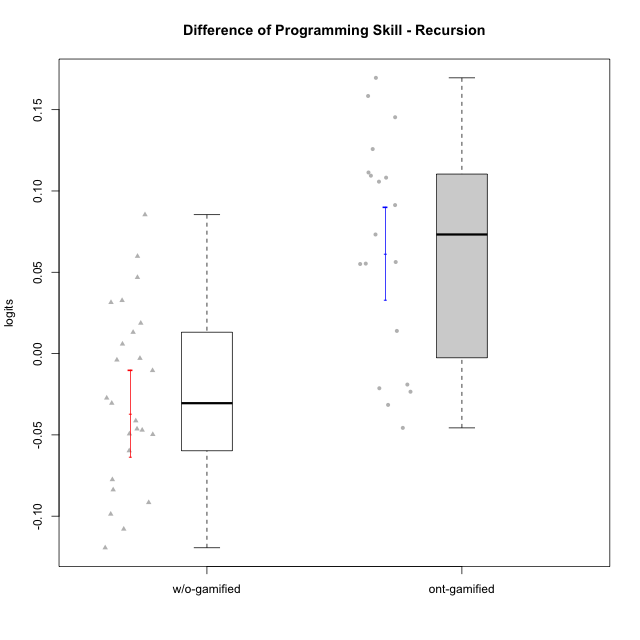 Difference of Programming Skill - Recursion
logits
0.15
0.10
0.05
0.00
-0.05
-0.10
w/o-gamified
ont-gamified